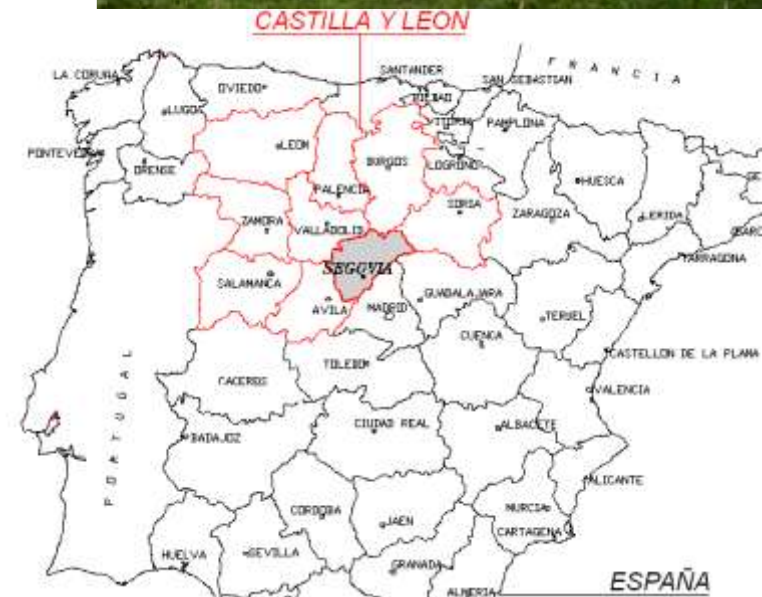 CASTILLA Y LEON
FRANCIA
SANTANDER
LA CORUÑA
OVIEDO
SAN SEBASTIAN
BILBAO
LUGO
VITORIA
PAMPLONA
PONTEVEDRA
LEON
ORENSE
BURGOS
LOGROÑO
PALENCIA
HUESCA
SORIA
ZAMORA
VALLADOLID
ZARAGOZA
LERIDA
BARC
TARRAGONA
SEGOVIA
SALAMANCA
AVILA
MADRID
GUADALAJARA
TERUEL
CUENCA
TOLEDO
CASTELLON DE LA PLANA
CACEROS
VALENCIA
PORTUGAL
CIUDAD REAL
ALBACETE
BADAJOZ
ALICANTE
CORDOBA
JAEN
MURCIA
CARTAGENA
HUELVA
SEVILLA
GRANADA
ALMERIA
ESPAÑA